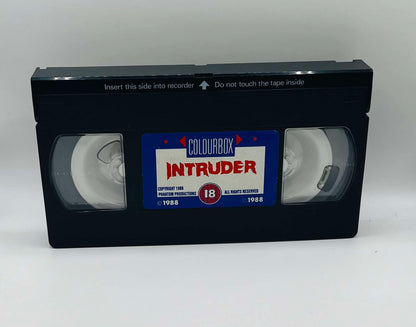 Insert this side into recorder ⬆ Do not touch the tape inside
COLOURBOX
INTRUDER
COPYRIGHT 1988
PHANTOM PRODUCTIONS
18
ALL RIGHTS RESERVED
©1988
©1988